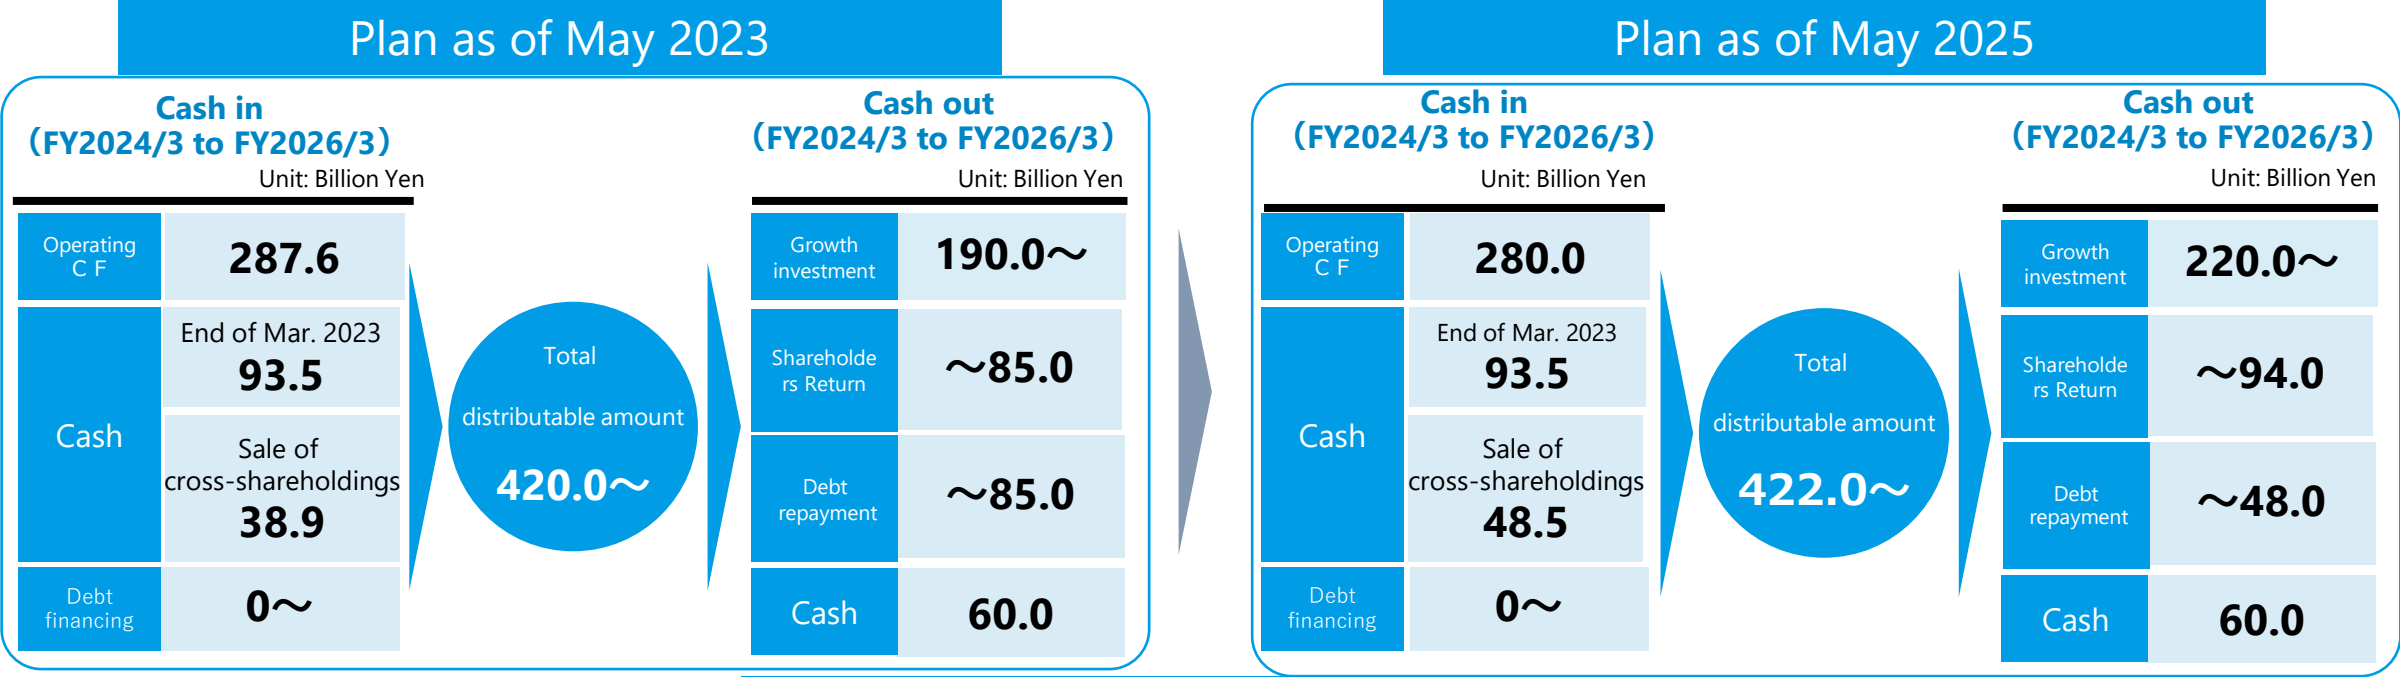 Plan as of May 2023
Cash in
（FY2024/3 to FY2026/3）
Unit: Billion Yen
Operating
C F
287.6
Cash
End of Mar. 2023
93.5
Sale of
cross-shareholdings
38.9
Debt
financing
0～
Total
distributable amount
420.0～
Cash out
（FY2024/3 to FY2026/3）
Unit: Billion Yen
Growth
investment
190.0～
Shareholde
rs Return
～85.0
Debt
repayment
～85.0
Cash
60.0
Plan as of May 2025
Cash in
（FY2024/3 to FY2026/3）
Unit: Billion Yen
Operating
C F
280.0
Cash
End of Mar. 2023
93.5
Sale of
cross-shareholdings
48.5
Debt
financing
0～
Total
distributable amount
422.0～
Cash out
（FY2024/3 to FY2026/3）
Unit: Billion Yen
Growth
investment
220.0～
Shareholde
rs Return
～94.0
Debt
repayment
～48.0
Cash
60.0